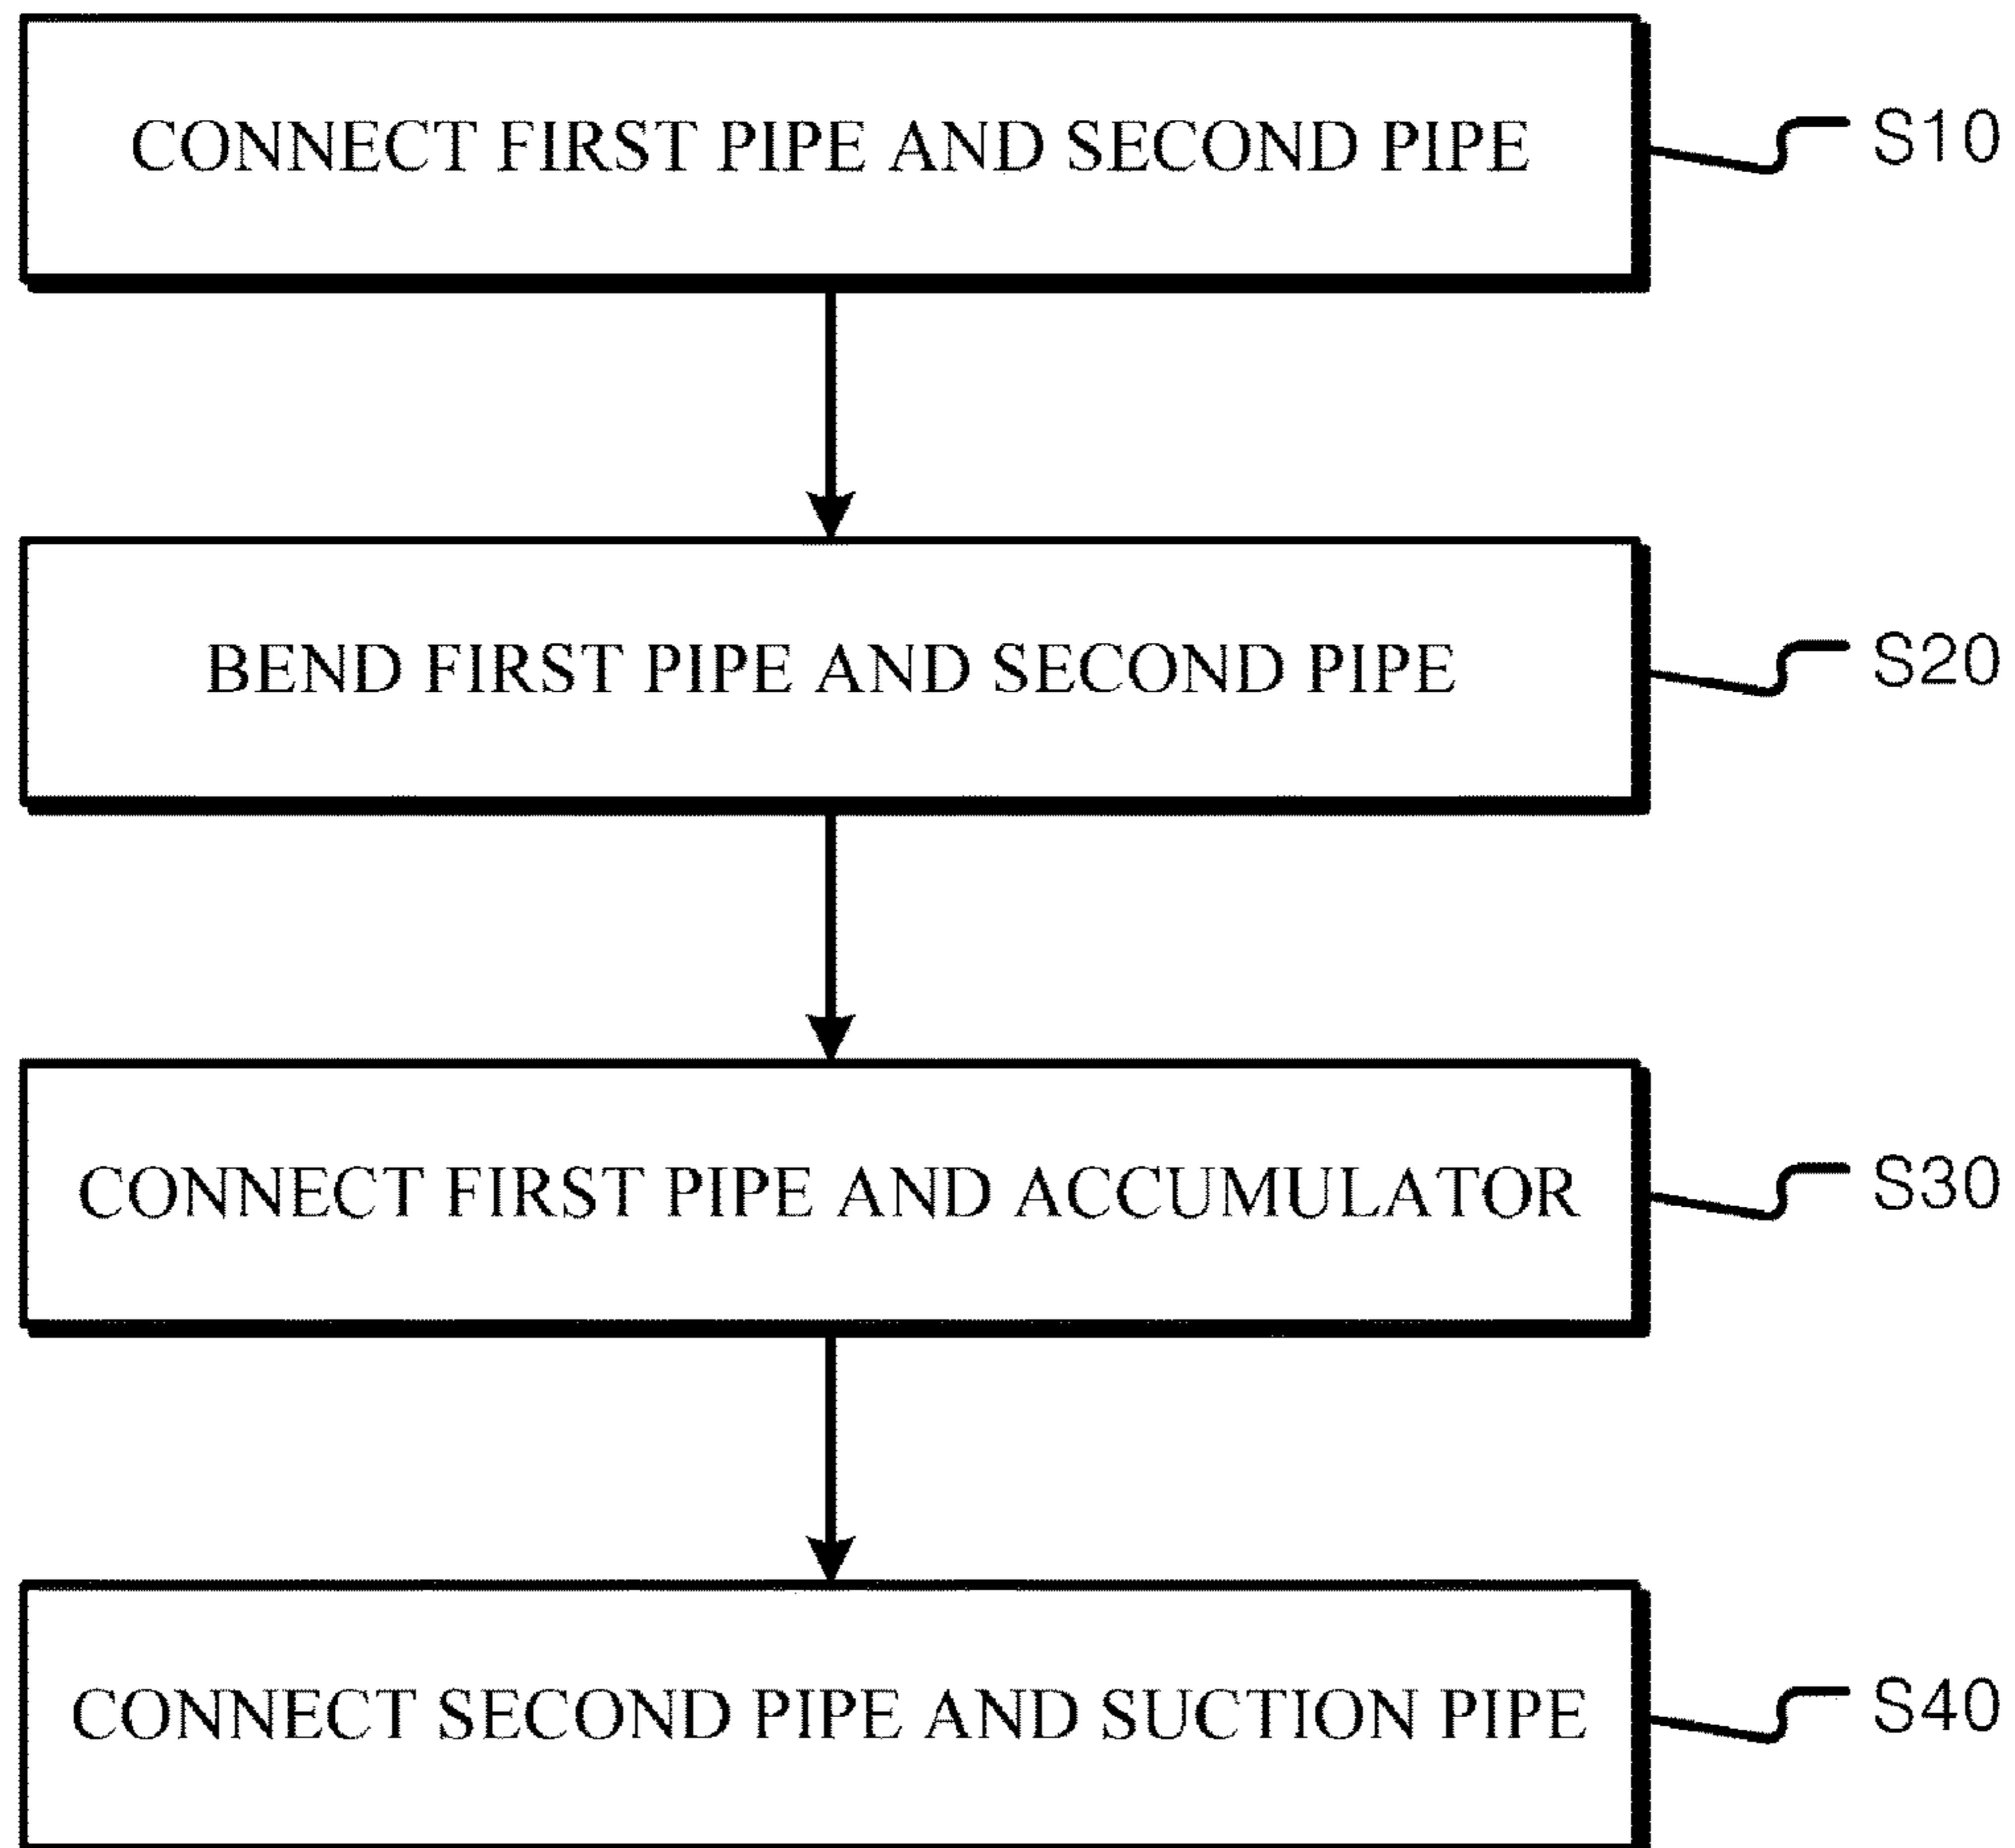 CONNECT FIRST PIPE AND SECOND PIPE
S10
BEND FIRST PIPE AND SECOND PIPE
S20
CONNECT FIRST PIPE AND ACCUMULATOR
S30
CONNECT SECOND PIPE AND SUCTION PIPE
S40